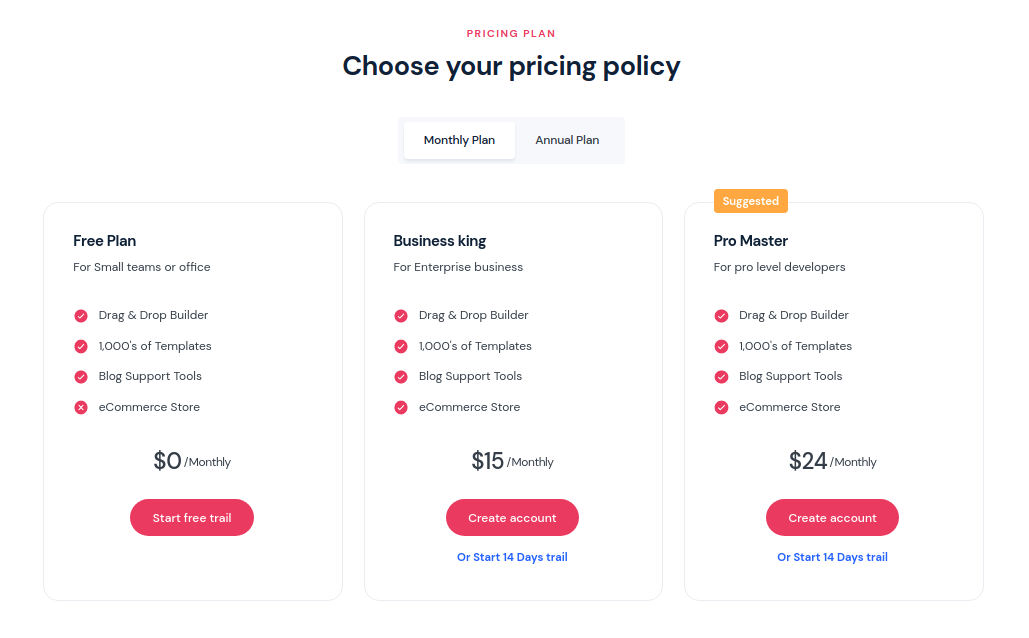 PRICING PLAN
Choose your pricing policy
Monthly Plan
Annual Plan
Free Plan
For Small teams or office
Drag & Drop Builder
1,000's of Templates
Blog Support Tools
eCommerce Store
$0 /Monthly
Start free trail
Business king
For Enterprise business
Drag & Drop Builder
1,000's of Templates
Blog Support Tools
eCommerce Store
$15 /Monthly
Create account
Or Start 14 Days trail
Suggested
Pro Master
For pro level developers
Drag & Drop Builder
1,000's of Templates
Blog Support Tools
eCommerce Store
$24 /Monthly
Create account
Or Start 14 Days trail